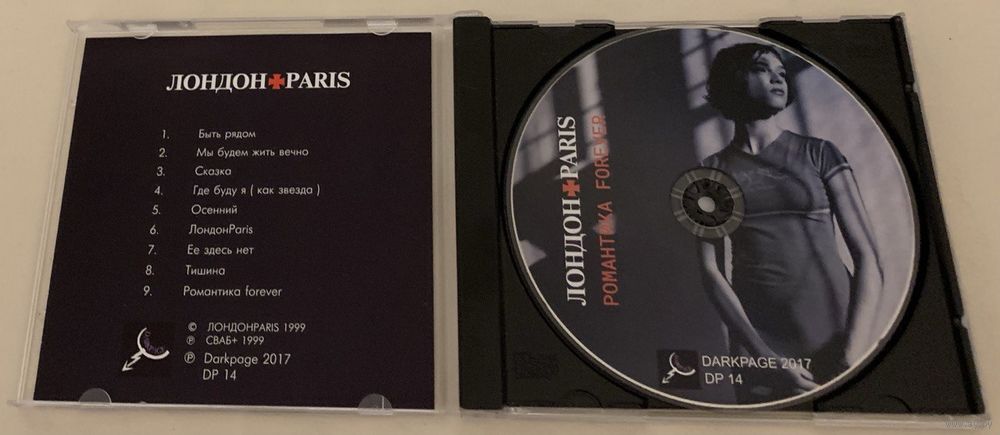 ЛОНДОН✚PARIS
1. Быть рядом
2. Мы будем жить вечно
3. Сказка
4. Где буду я ( как звезда )
5. Осенний
6. ЛондонParis
7. Ее здесь нет
8. Тишина
9. Романтика forever
© ЛОНДОНPARIS 1999
℗ СВАБ+ 1999
℗ Darkpage 2017
DP 14
ЛОНДОН✚PARIS
РОМАНТИКА FOREVER
DARKPAGE 2017
DP 14